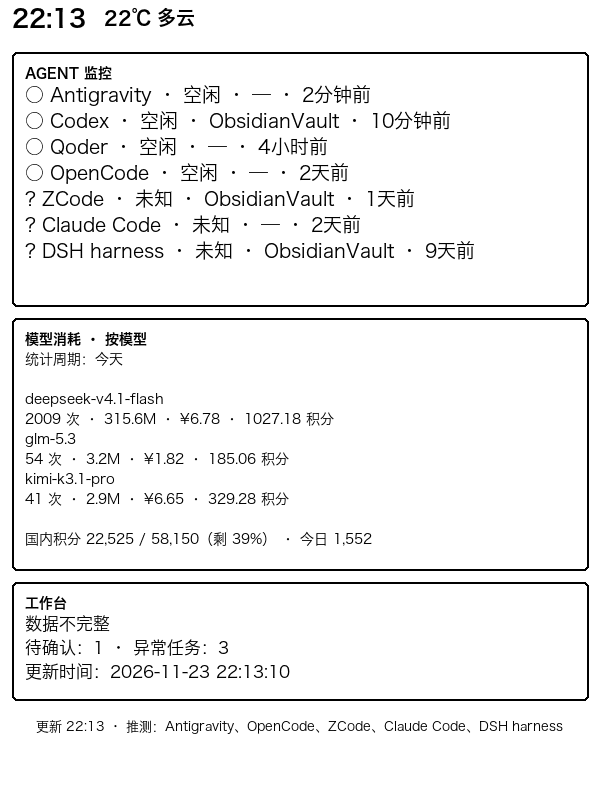 22:13 22℃ 多云
AGENT 监控
○ Antigravity · 空闲 · — · 2分钟前
○ Codex · 空闲 · ObsidianVault · 10分钟前
○ Qoder · 空闲 · — · 4小时前
○ OpenCode · 空闲 · — · 2天前
? ZCode · 未知 · ObsidianVault · 1天前
? Claude Code · 未知 · — · 2天前
? DSH harness · 未知 · ObsidianVault · 9天前
模型消耗 · 按模型
统计周期：今天
deepseek-v4.1-flash
2009 次 · 315.6M · ¥6.78 · 1027.18 积分
glm-5.3
54 次 · 3.2M · ¥1.82 · 185.06 积分
kimi-k3.1-pro
41 次 · 2.9M · ¥6.65 · 329.28 积分
国内积分 22,525 / 58,150（剩 39%） · 今日 1,552
工作台
数据不完整
待确认：1 · 异常任务：3
更新时间：2026-11-23 22:13:10
更新 22:13 · 推测：Antigravity、OpenCode、ZCode、Claude Code、DSH harness